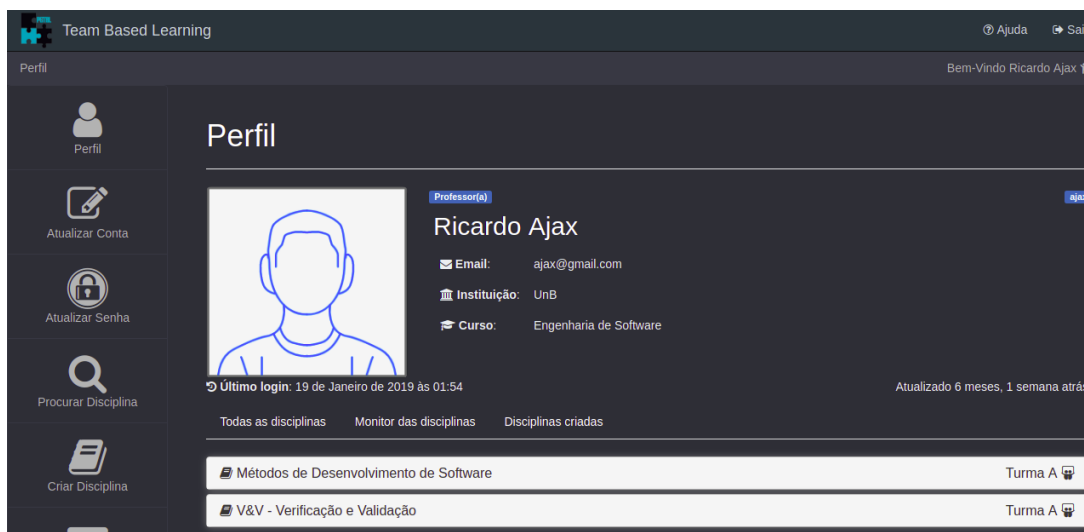 Team Based Learning
Ajuda
Perfil
Bem-Vindo Ricardo Ajax
Perfil
Atualizar Conta
Atualizar Senha
Procurar Disciplina
Criar Disciplina
Perfil
Professor(a)
ajax
Ricardo Ajax
Email: ajax@gmail.com
Instituição: UnB
Curso: Engenharia de Software
Último login: 19 de Janeiro de 2019 às 01:54
Atualizado 6 meses, 1 semana atrás
Todas as disciplinas Monitor das disciplinas Disciplinas criadas
Métodos de Desenvolvimento de Software Turma A
V&V - Verificação e Validação Turma A